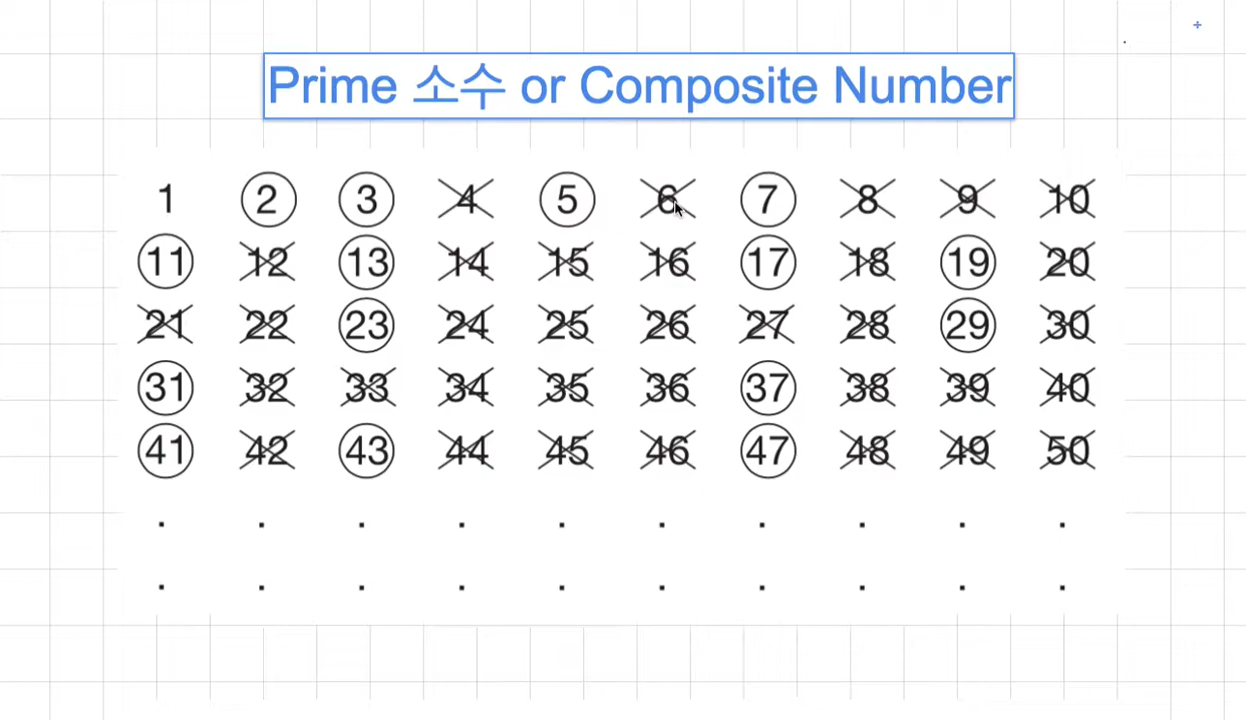 Prime 소수 or Composite Number
1 2 3 4 5 6 7 8 9 10
11 12 13 14 15 16 17 18 19 20
21 22 23 24 25 26 27 28 29 30
31 32 33 34 35 36 37 38 39 40
41 42 43 44 45 46 47 48 49 50
. . . . . . . . . .
. . . . . . . . . .